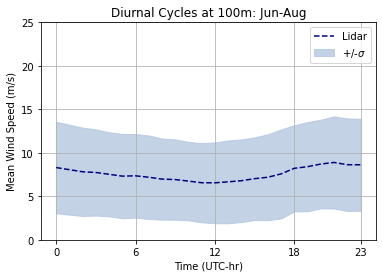 Diurnal Cycles at 100m: Jun-Aug
Lidar
+/-σ
Mean Wind Speed (m/s)
25
20
15
10
5
0
0 6 12 18 23
Time (UTC-hr)